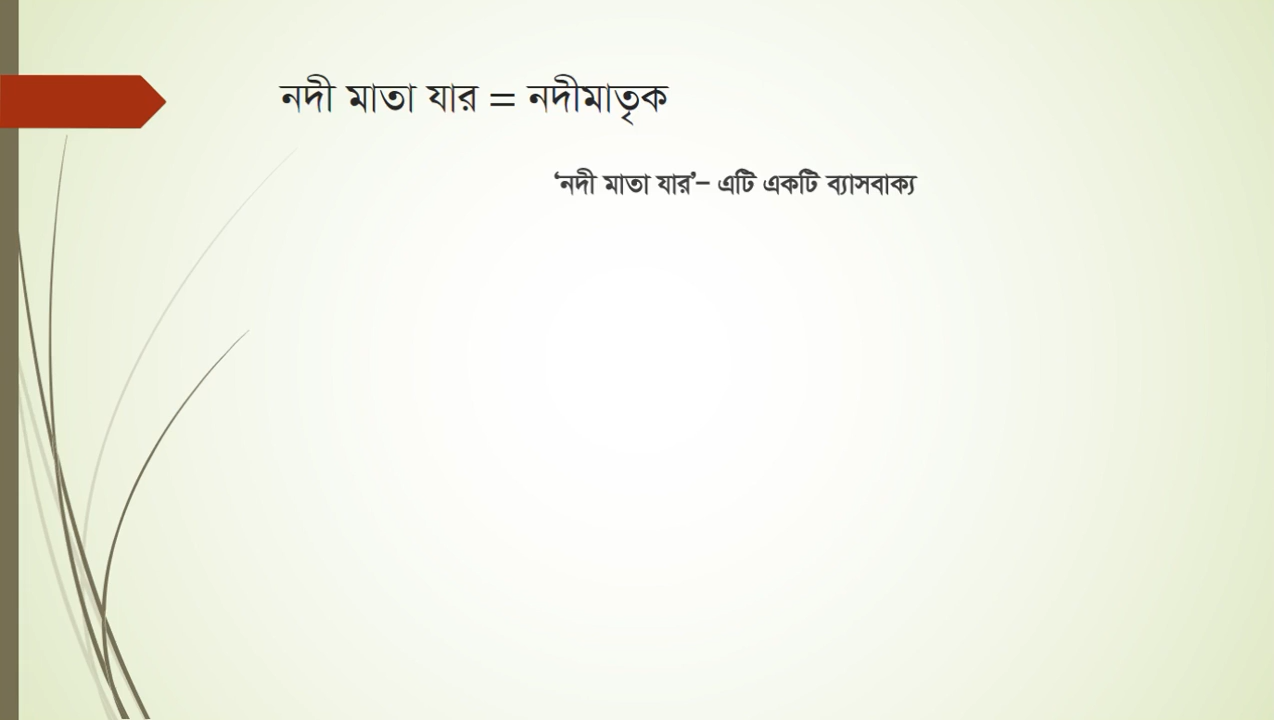 নদী মাতা যার = নদীমাতৃক
‘নদী মাতা যার’– এটি একটি ব্যাসবাক্য